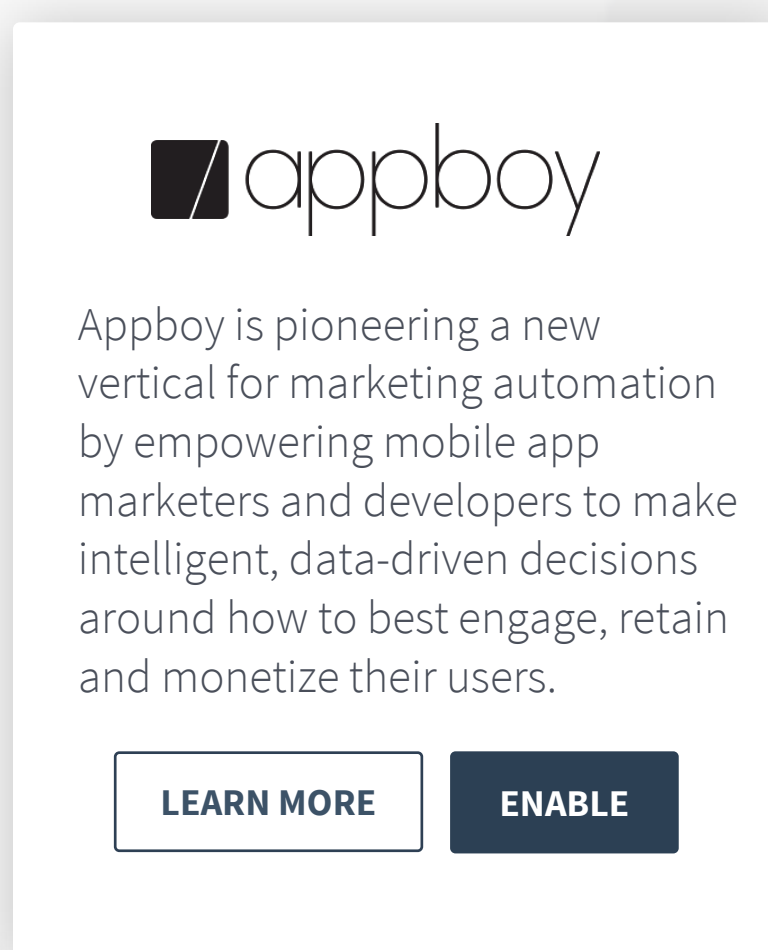 appboy
Appboy is pioneering a new
vertical for marketing automation
by empowering mobile app
marketers and developers to make
intelligent, data-driven decisions
around how to best engage, retain
and monetize their users.
LEARN MORE
ENABLE